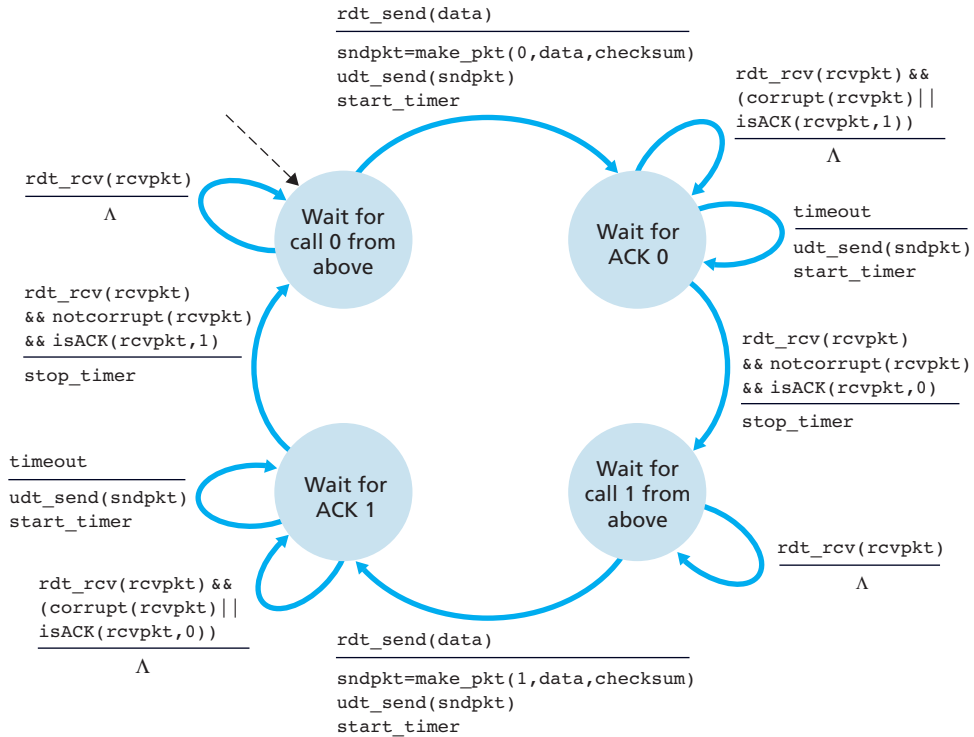 rdt_send(data)
sndpkt=make_pkt(0,data,checksum)
udt_send(sndpkt)
start_timer
rdt_rcv(rcvpkt) &&
(corrupt(rcvpkt)||
isACK(rcvpkt,1))
Λ
rdt_rcv(rcvpkt)
Λ
Wait for
call 0 from
above
Wait for
ACK 0
timeout
udt_send(sndpkt)
start_timer
rdt_rcv(rcvpkt)
&& notcorrupt(rcvpkt)
&& isACK(rcvpkt,1)
stop_timer
rdt_rcv(rcvpkt)
&& notcorrupt(rcvpkt)
&& isACK(rcvpkt,0)
stop_timer
timeout
udt_send(sndpkt)
start_timer
Wait for
ACK 1
Wait for
call 1 from
above
rdt_rcv(rcvpkt)
Λ
rdt_rcv(rcvpkt) &&
(corrupt(rcvpkt)||
isACK(rcvpkt,0))
Λ
rdt_send(data)
sndpkt=make_pkt(1,data,checksum)
udt_send(sndpkt)
start_timer